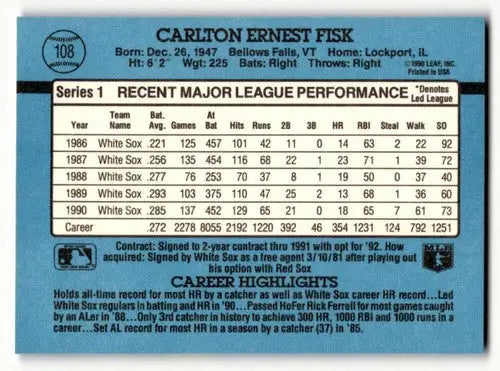 108
CARLTON ERNEST FISK
Born: Dec. 26, 1947 Bellows Falls, VT Home: Lockport, IL
Ht: 6' 2" Wgt: 225 Bats: Right Throws: Right
©1990 LEAF, INC.
Printed in USA
Series 1 RECENT MAJOR LEAGUE PERFORMANCE *Denotes Led League
Year Team Name Bat. Avg. Games At Bat Hits Runs 2B 3B HR RBI Steal Walk SO
1986 White Sox .221 125 457 101 42 11 0 14 63 2 22 92
1987 White Sox .256 135 454 116 68 22 1 23 71 1 39 72
1988 White Sox .277 76 253 70 37 8 1 19 50 0 37 40
1989 White Sox .293 103 375 110 47 25 2 13 68 1 36 60
1990 White Sox .285 137 452 129 65 21 0 18 65 7 61 73
Career .272 2278 8055 2192 1220 392 46 354 1231 124 792 1251
Contract: Signed to 2-year contract thru 1991 with opt for '92. How
Acquired: Signed by White Sox as a free agent 3/18/81 after playing out
his option with Red Sox
MLB
CAREER HIGHLIGHTS
Holds all-time record for most HR by a catcher as well as White Sox career HR record...Led
White Sox regulars in batting and HR in '90...Passed HoFer Rick Ferrell for most games caught
by an ALer in '88...Only 3rd catcher in history to achieve 300 HR, 1000 RBI and 1000 runs in a
career...Set AL record for most HR in a season by a catcher (37) in '85.